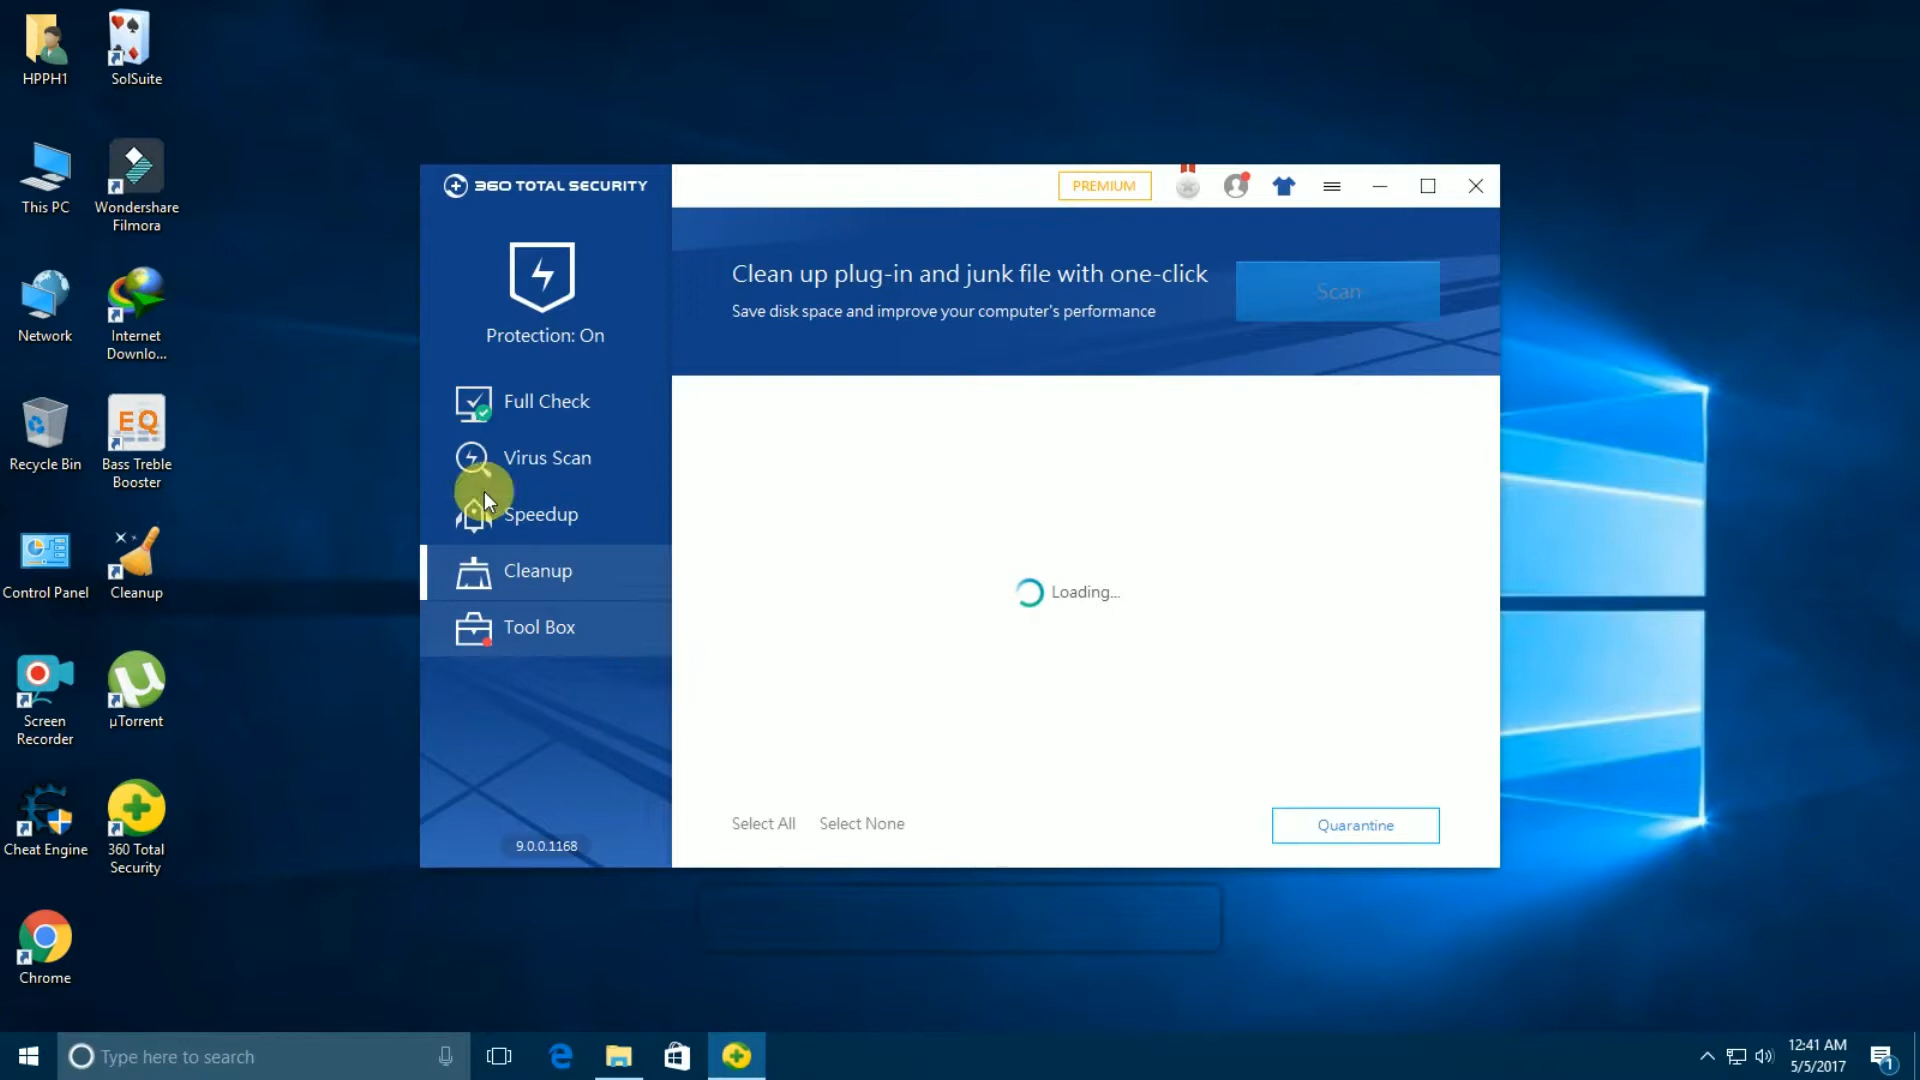 HPPH1
SolSuite
This PC
Wondershare
Filmora
Network
Internet
Downlo...
Recycle Bin
EQ
Bass Treble
Booster
Control Panel
Cleanup
Screen
Recorder
µTorrent
Cheat Engine
360 Total
Security
Chrome
360 TOTAL SECURITY
PREMIUM
Protection: On
Full Check
Virus Scan
Speedup
Cleanup
Tool Box
9.0.0.1168
Clean up plug-in and junk file with one-click
Save disk space and improve your computer's performance
Scan
Loading...
Select All
Select None
Quarantine
Type here to search
12:41 AM
5/5/2017
1